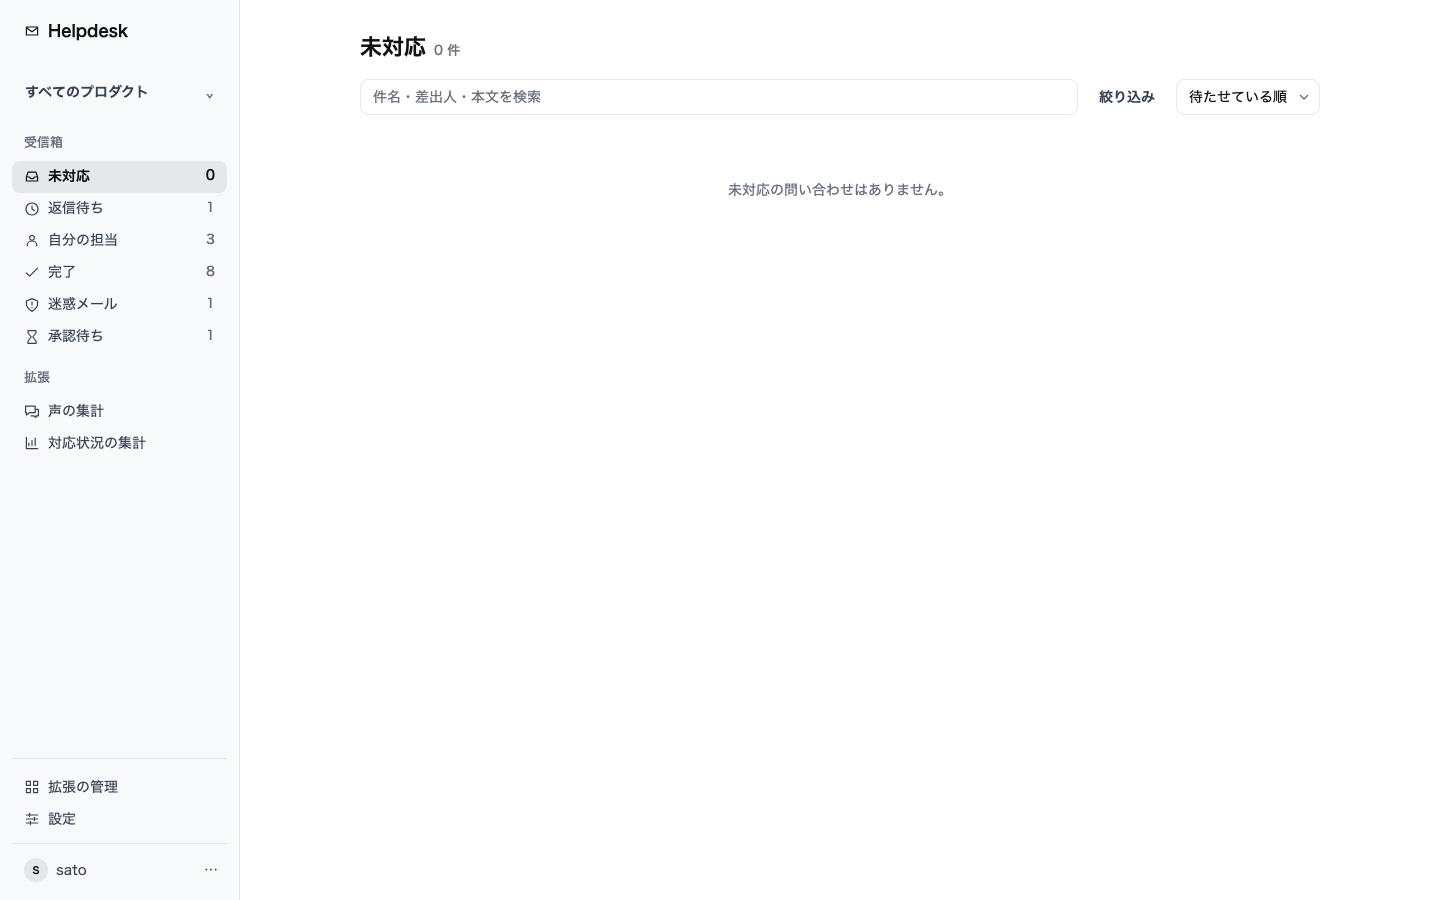 Helpdesk
すべてのプロダクト
受信箱
未対応 0
返信待ち 1
自分の担当 3
完了 8
迷惑メール 1
承認待ち 1
拡張
声の集計
対応状況の集計
拡張の管理
設定
S sato
未対応 0 件
件名・差出人・本文を検索 絞り込み 待たせている順
未対応の問い合わせはありません。